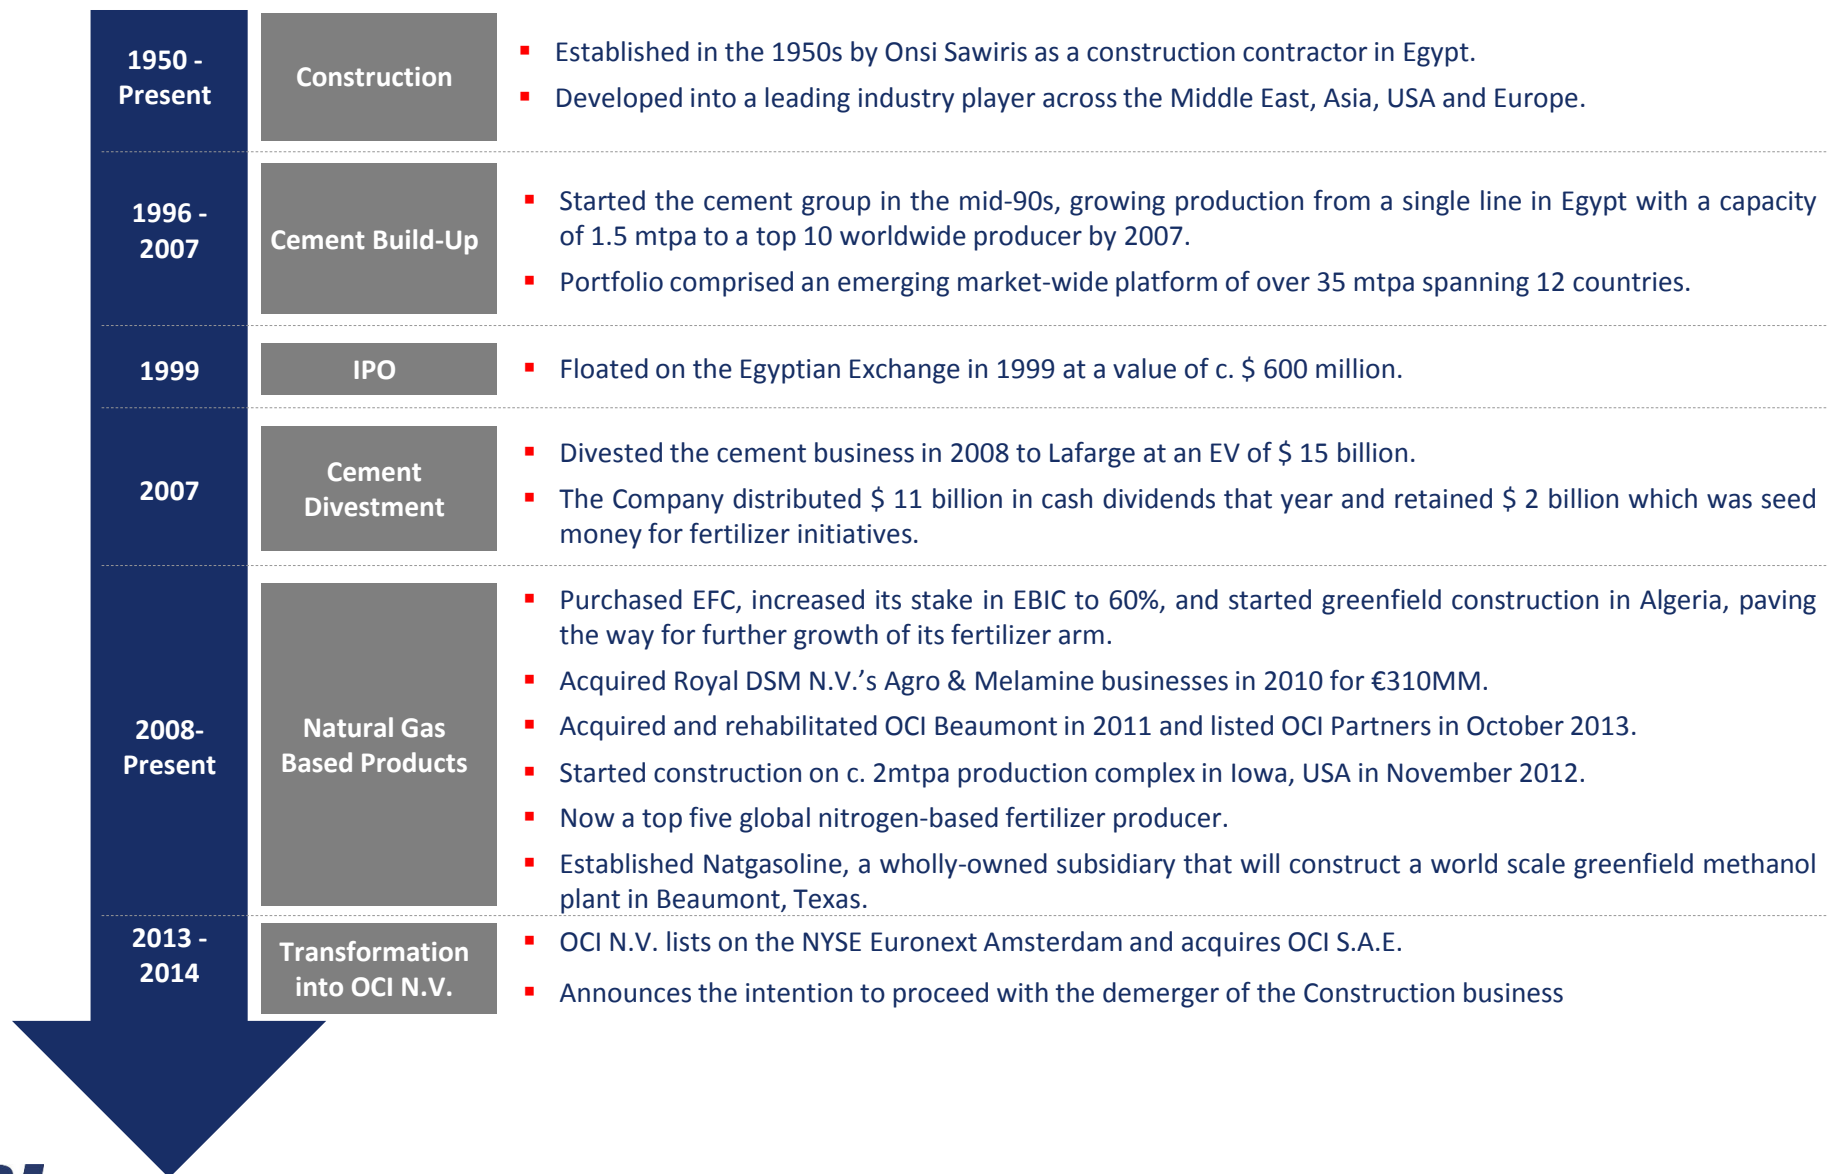 1950 -
Present
Construction
▪ Established in the 1950s by Onsi Sawiris as a construction contractor in Egypt.
▪ Developed into a leading industry player across the Middle East, Asia, USA and Europe.
1996 -
2007
Cement Build-Up
▪ Started the cement group in the mid-90s, growing production from a single line in Egypt with a capacity
of 1.5 mtpa to a top 10 worldwide producer by 2007.
▪ Portfolio comprised an emerging market-wide platform of over 35 mtpa spanning 12 countries.
1999
IPO
▪ Floated on the Egyptian Exchange in 1999 at a value of c. $ 600 million.
2007
Cement
Divestment
▪ Divested the cement business in 2008 to Lafarge at an EV of $ 15 billion.
▪ The Company distributed $ 11 billion in cash dividends that year and retained $ 2 billion which was seed
money for fertilizer initiatives.
2008-
Present
Natural Gas
Based Products
▪ Purchased EFC, increased its stake in EBIC to 60%, and started greenfield construction in Algeria, paving
the way for further growth of its fertilizer arm.
▪ Acquired Royal DSM N.V.'s Agro & Melamine businesses in 2010 for €310MM.
▪ Acquired and rehabilitated OCI Beaumont in 2011 and listed OCI Partners in October 2013.
▪ Started construction on c. 2mtpa production complex in Iowa, USA in November 2012.
▪ Now a top five global nitrogen-based fertilizer producer.
▪ Established Natgasoline, a wholly-owned subsidiary that will construct a world scale greenfield methanol
plant in Beaumont, Texas.
2013 -
2014
Transformation
into OCI N.V.
▪ OCI N.V. lists on the NYSE Euronext Amsterdam and acquires OCI S.A.E.
▪ Announces the intention to proceed with the demerger of the Construction business